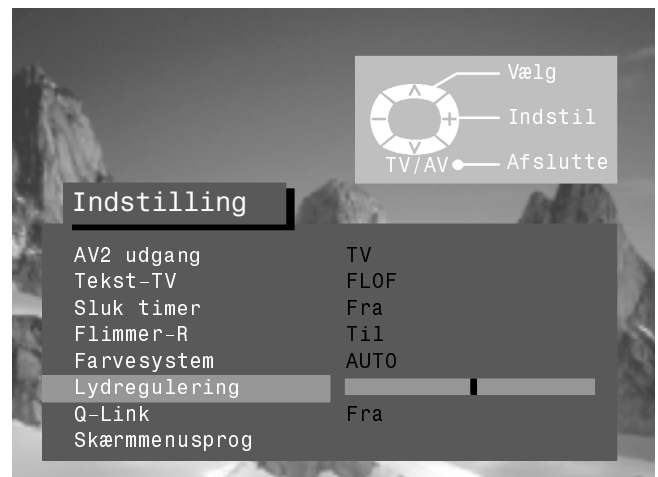 Vælg
Indstil
TV/AV Afslutte
Indstilling
AV2 udgang TV
Tekst-TV FLOF
Sluk timer Fra
Flimmer-R Til
Farvesystem AUTO
Lydregulering
Q-Link Fra
Skærmmenusprog